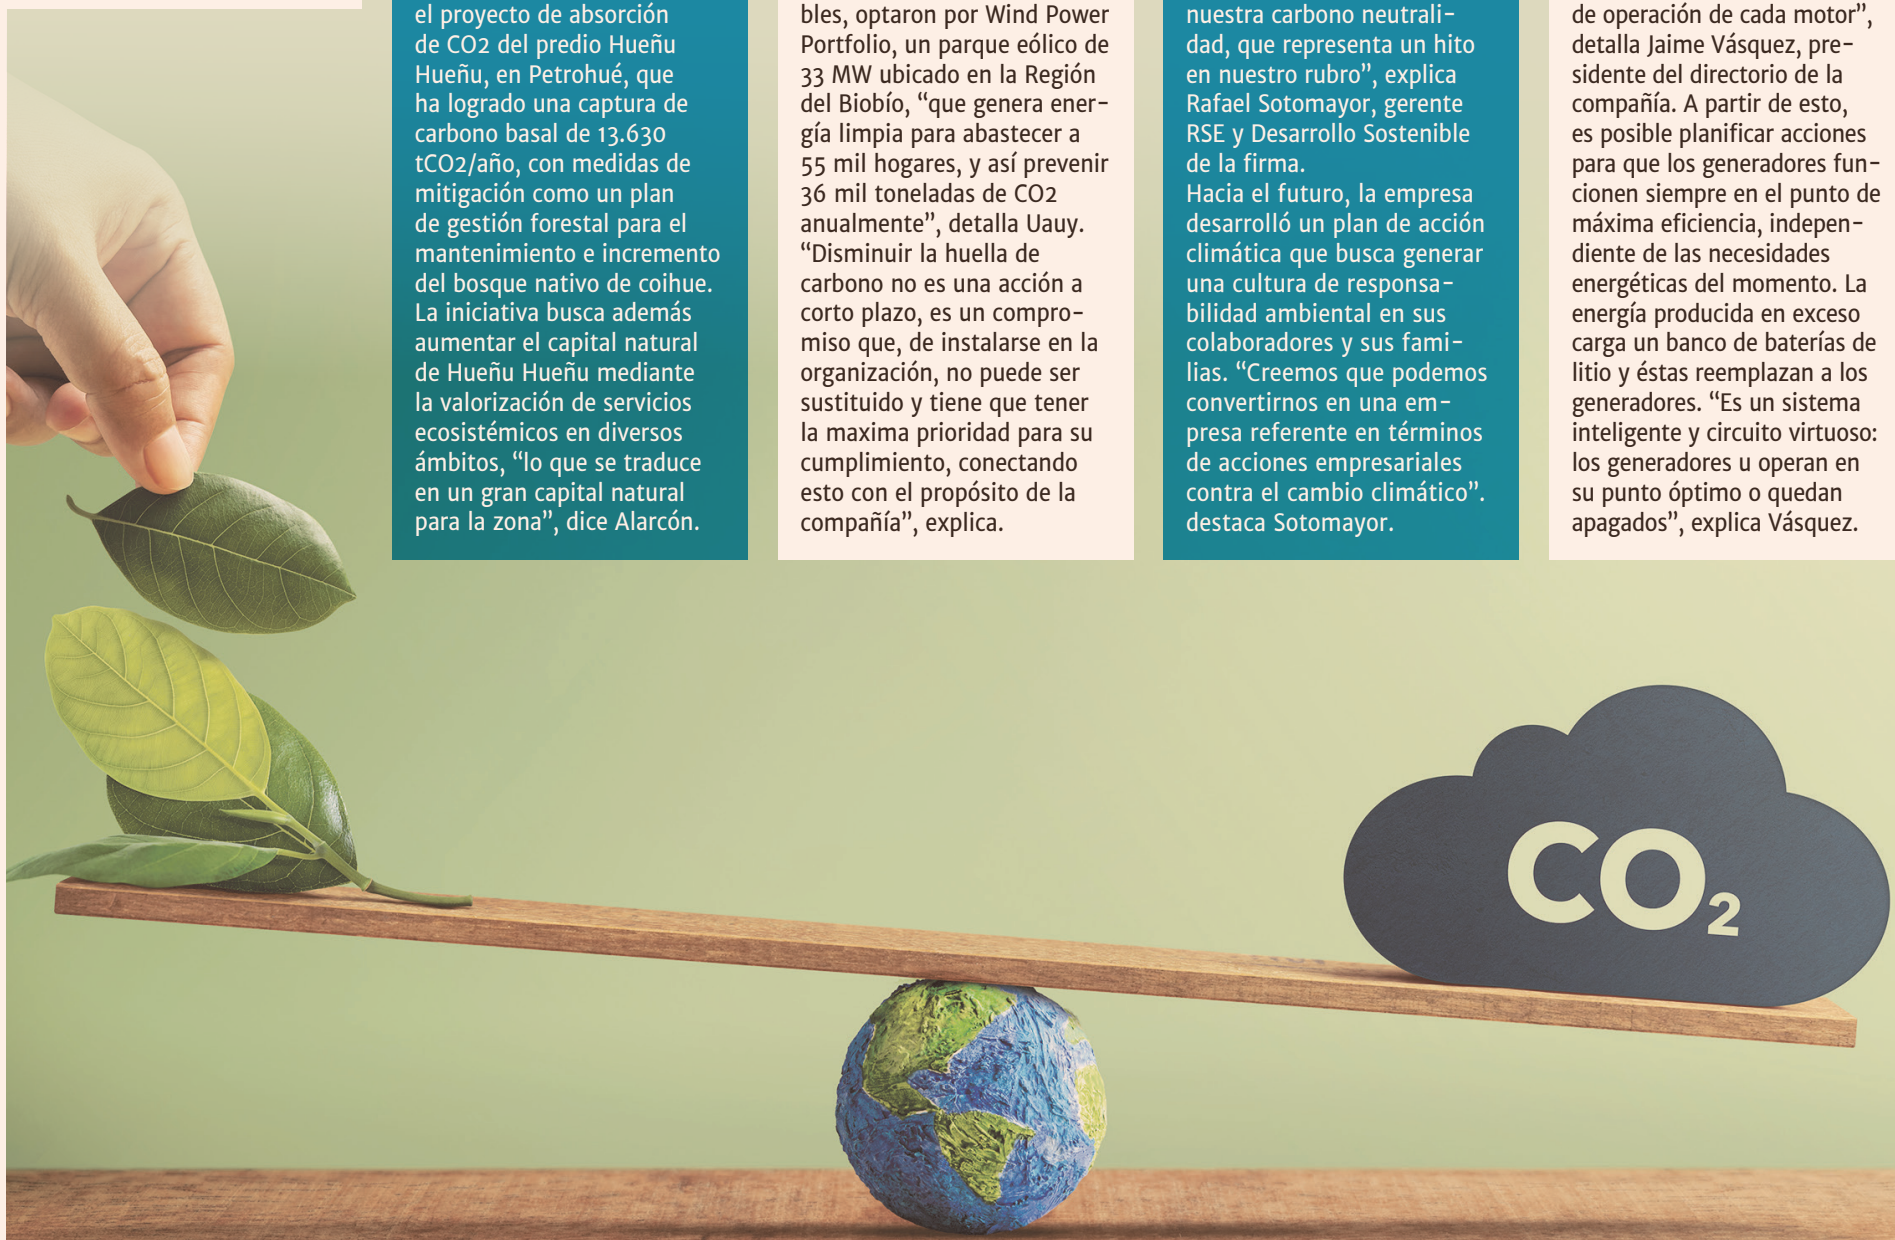 el proyecto de absorción
de CO2 del predio Hueñu
Hueñu, en Petrohué, que
ha logrado una captura de
carbono basal de 13.630
tCO2/año, con medidas de
mitigación como un plan
de gestión forestal para el
mantenimiento e incremento
del bosque nativo de coihue.
La iniciativa busca además
aumentar el capital natural
de Hueñu Hueñu mediante
la valorización de servicios
ecosistémicos en diversos
ámbitos, “lo que se traduce
en un gran capital natural
para la zona”, dice Alarcón.
bles, optaron por Wind Power
Portfolio, un parque eólico de
33 MW ubicado en la Región
del Biobío, “que genera ener-
gía limpia para abastecer a
55 mil hogares, y así prevenir
36 mil toneladas de CO2
anualmente”, detalla Uauy.
“Disminuir la huella de
carbono no es una acción a
corto plazo, es un compro-
miso que, de instalarse en la
organización, no puede ser
sustituido y tiene que tener
la maxima prioridad para su
cumplimiento, conectando
esto con el propósito de la
compañía”, explica.
nuestra carbono neutrali-
dad, que representa un hito
en nuestro rubro”, explica
Rafael Sotomayor, gerente
RSE y Desarrollo Sostenible
de la firma.
Hacia el futuro, la empresa
desarrolló un plan de acción
climática que busca generar
una cultura de responsa-
bilidad ambiental en sus
colaboradores y sus fami-
lias. “Creemos que podemos
convertirnos en una em-
presa referente en términos
de acciones empresariales
contra el cambio climático”.
destaca Sotomayor.
de operación de cada motor”,
detalla Jaime Vásquez, pre-
sidente del directorio de la
compañía. A partir de esto,
es posible planificar acciones
para que los generadores fun-
cionen siempre en el punto de
máxima eficiencia, indepen-
diente de las necesidades
energéticas del momento. La
energía producida en exceso
carga un banco de baterías de
litio y éstas reemplazan a los
generadores. “Es un sistema
inteligente y circuito virtuoso:
los generadores u operan en
su punto óptimo o quedan
apagados”, explica Vásquez.
CO2